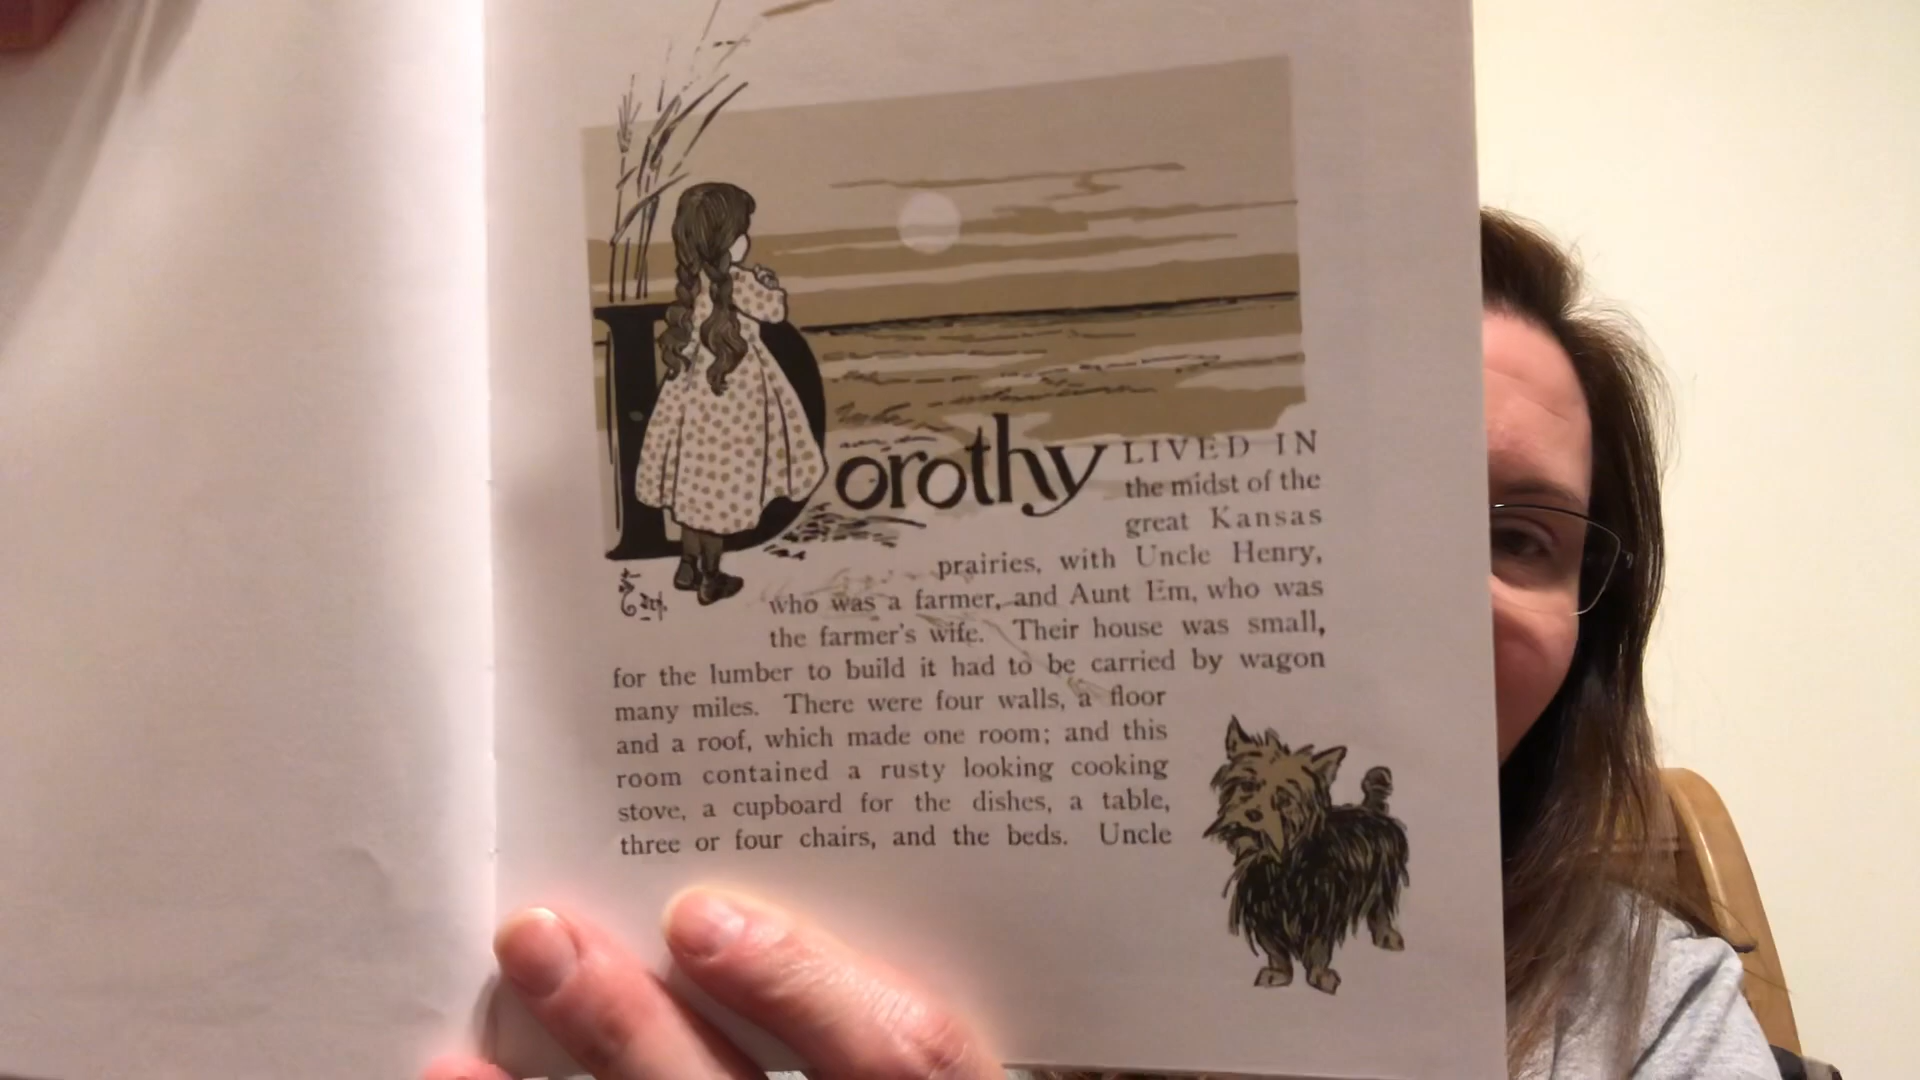 Dorothy LIVED IN
the midst of the
great Kansas
prairies, with Uncle Henry,
who was a farmer, and Aunt Em, who was
the farmer's wife. Their house was small,
for the lumber to build it had to be carried by wagon
many miles. There were four walls, a floor
and a roof, which made one room; and this
room contained a rusty looking cooking
stove, a cupboard for the dishes, a table,
three or four chairs, and the beds. Uncle